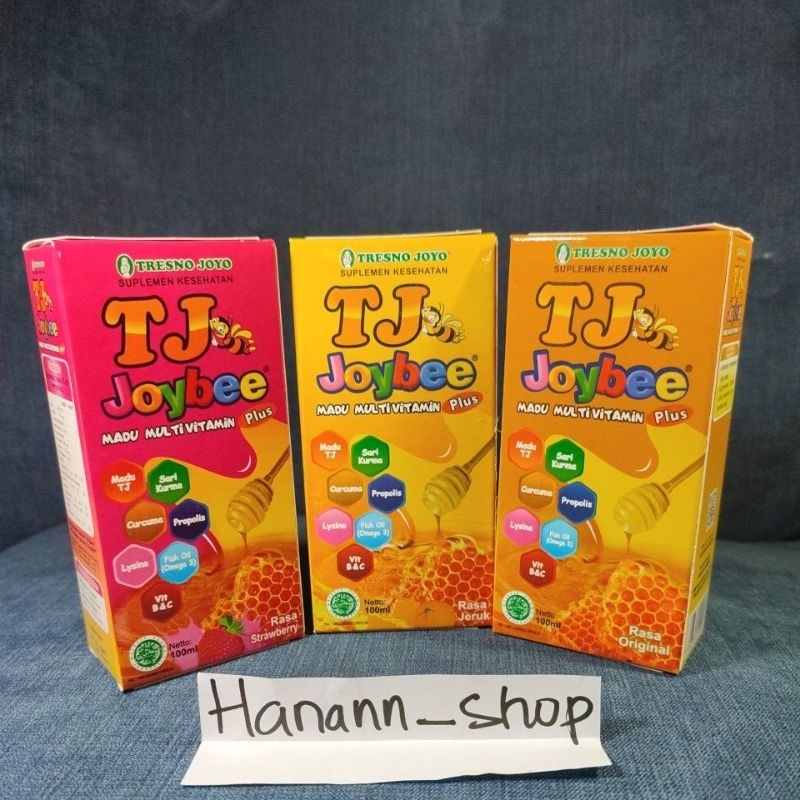 TRESNO JOYO
SUPLEMEN KESEHATAN
TJ
Joybee®
MADU MULTIVITAMIN Plus
Madu TJ
Sari Kurma
Curcuma
Propolis
Lysine
Fish Oil (Omega 3)
Vit B&C
Netto:
100ml
Rasa
Strawberry
TRESNO JOYO
SUPLEMEN KESEHATAN
TJ
Joybee®
MADU MULTIVITAMIN Plus
Madu TJ
Sari Kurma
Curcuma
Propolis
Lysine
Fish Oil (Omega 3)
Vit B&C
Netto:
100ml
Rasa
Jeruk
TRESNO JOYO
SUPLEMEN KESEHATAN
TJ
Joybee®
MADU MULTIVITAMIN Plus
Madu TJ
Sari Kurma
Curcuma
Propolis
Lysine
Fish Oil (Omega 3)
Vit B&C
Netto:
100ml
Rasa
Original
Hanann_shop